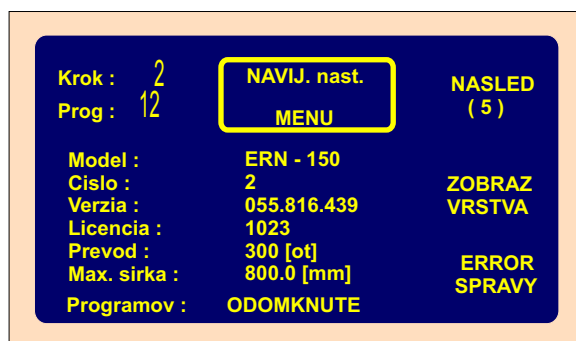 Krok : 2
Prog : 12
NAVIJ. nast.
MENU
NASLED
( 5 )
Model : ERN - 150
Cislo : 2
Verzia : 055.816.439
Licencia : 1023
Prevod : 300 [ot]
Max. sirka : 800.0 [mm]
Programov : ODOMKNUTE
ZOBRAZ
VRSTVA
ERROR
SPRAVY